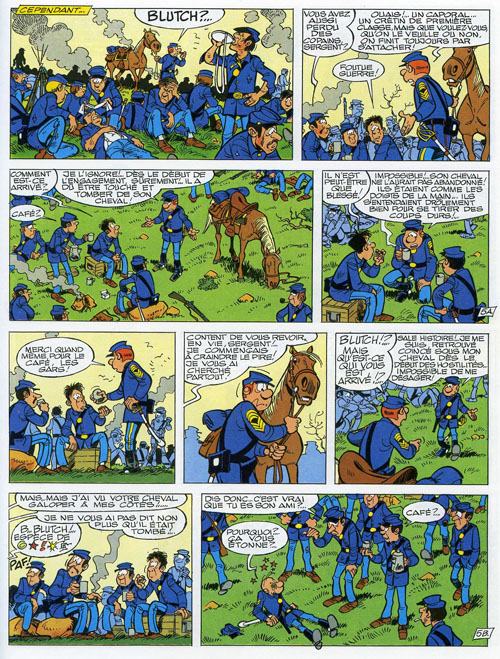 CEPENDANT...
BLUTCH?...
VOUS AVEZ
AUSSI
PERDU
DES
COPAINS,
SERGENT?
OUAIS!... UN CAPORAL...
UN CRÉTIN DE PREMIÈRE
CLASSE, MAIS QUE VOULEZ-VOUS,
QU'ON LE VEUILLE OU NON,
ON FINIT TOUJOURS PAR
S'ATTACHER!
FOUTUE
GUERRE!
COMMENT
EST-CE
ARRIVÉ?
JE L'IGNORE!.. DÈS LE DÉBUT DE
L'ENGAGEMENT, SÛREMENT!.. IL A
DÛ ÊTRE TOUCHÉ ET
TOMBER DE SON
CHEVAL!
CAFÉ?
IL N'EST
PEUT-ÊTRE
QUE
BLESSÉ!
IMPOSSIBLE!.. SON CHEVAL
NE L'AURAIT PAS ABANDONNÉ!
ILS ÉTAIENT COMME LES
DOIGTS DE LA MAIN... ILS
S'ENTENDAIENT DRÔLEMENT
BIEN POUR SE TIRER DES
COUPS DURS!..
5A
MERCI QUAND
MÊME POUR LE
CAFÉ, LES
GARS!
CONTENT DE VOUS REVOIR,
EN VIE, SERGENT!..
JE COMMENÇAIS
À CRAINDRE LE PIRE!
JE VOUS AI
CHERCHÉ
PARTOUT!
BLUTCH!?
MAIS
QU'EST-CE
QUI VOUS
EST
ARRIVÉ!?
SALE HISTOIRE!.. JE ME
SUIS RETROUVÉ
COINCÉ SOUS MON
CHEVAL DÈS LE
DÉBUT DES HOSTILITÉS...
IMPOSSIBLE DE ME
DÉGAGER!
MAIS.. MAIS J'AI VU VOTRE CHEVAL
GALOPER À MES CÔTÉS!....
JE NE VOUS AI PAS DIT NON
PLUS QU'IL ÉTAIT
TOMBÉ...
B..BLUTCH!..
ESPÈCE DE
PAF!
DIS DONC... C'EST VRAI
QUE TU ES SON AMI?...
POURQUOI?
ÇA VOUS
ÉTONNE?..
CAFÉ?..
5B.